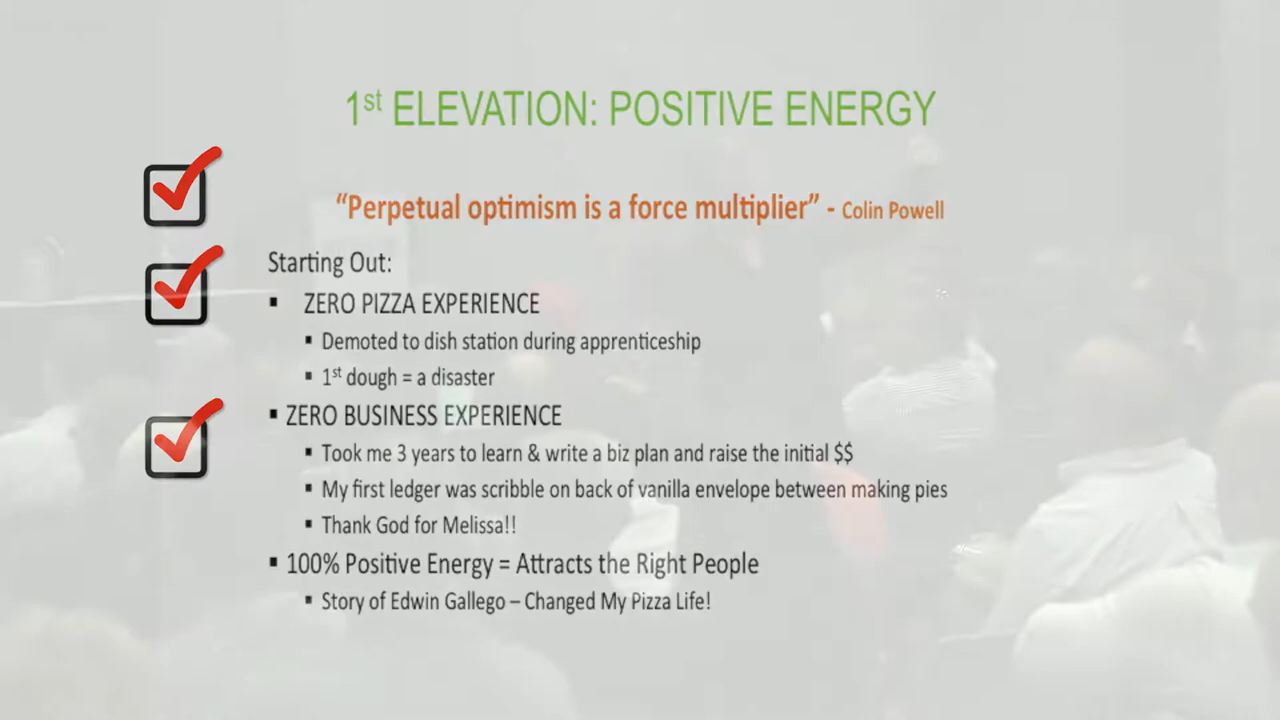 1st ELEVATION: POSITIVE ENERGY
“Perpetual optimism is a force multiplier” - Colin Powell
Starting Out:
▪ ZERO PIZZA EXPERIENCE
▪ Demoted to dish station during apprenticeship
▪ 1st dough = a disaster
▪ ZERO BUSINESS EXPERIENCE
▪ Took me 3 years to learn & write a biz plan and raise the initial $$
▪ My first ledger was scribble on back of vanilla envelope between making pies
▪ Thank God for Melissa!!
▪ 100% Positive Energy = Attracts the Right People
▪ Story of Edwin Gallego – Changed My Pizza Life!